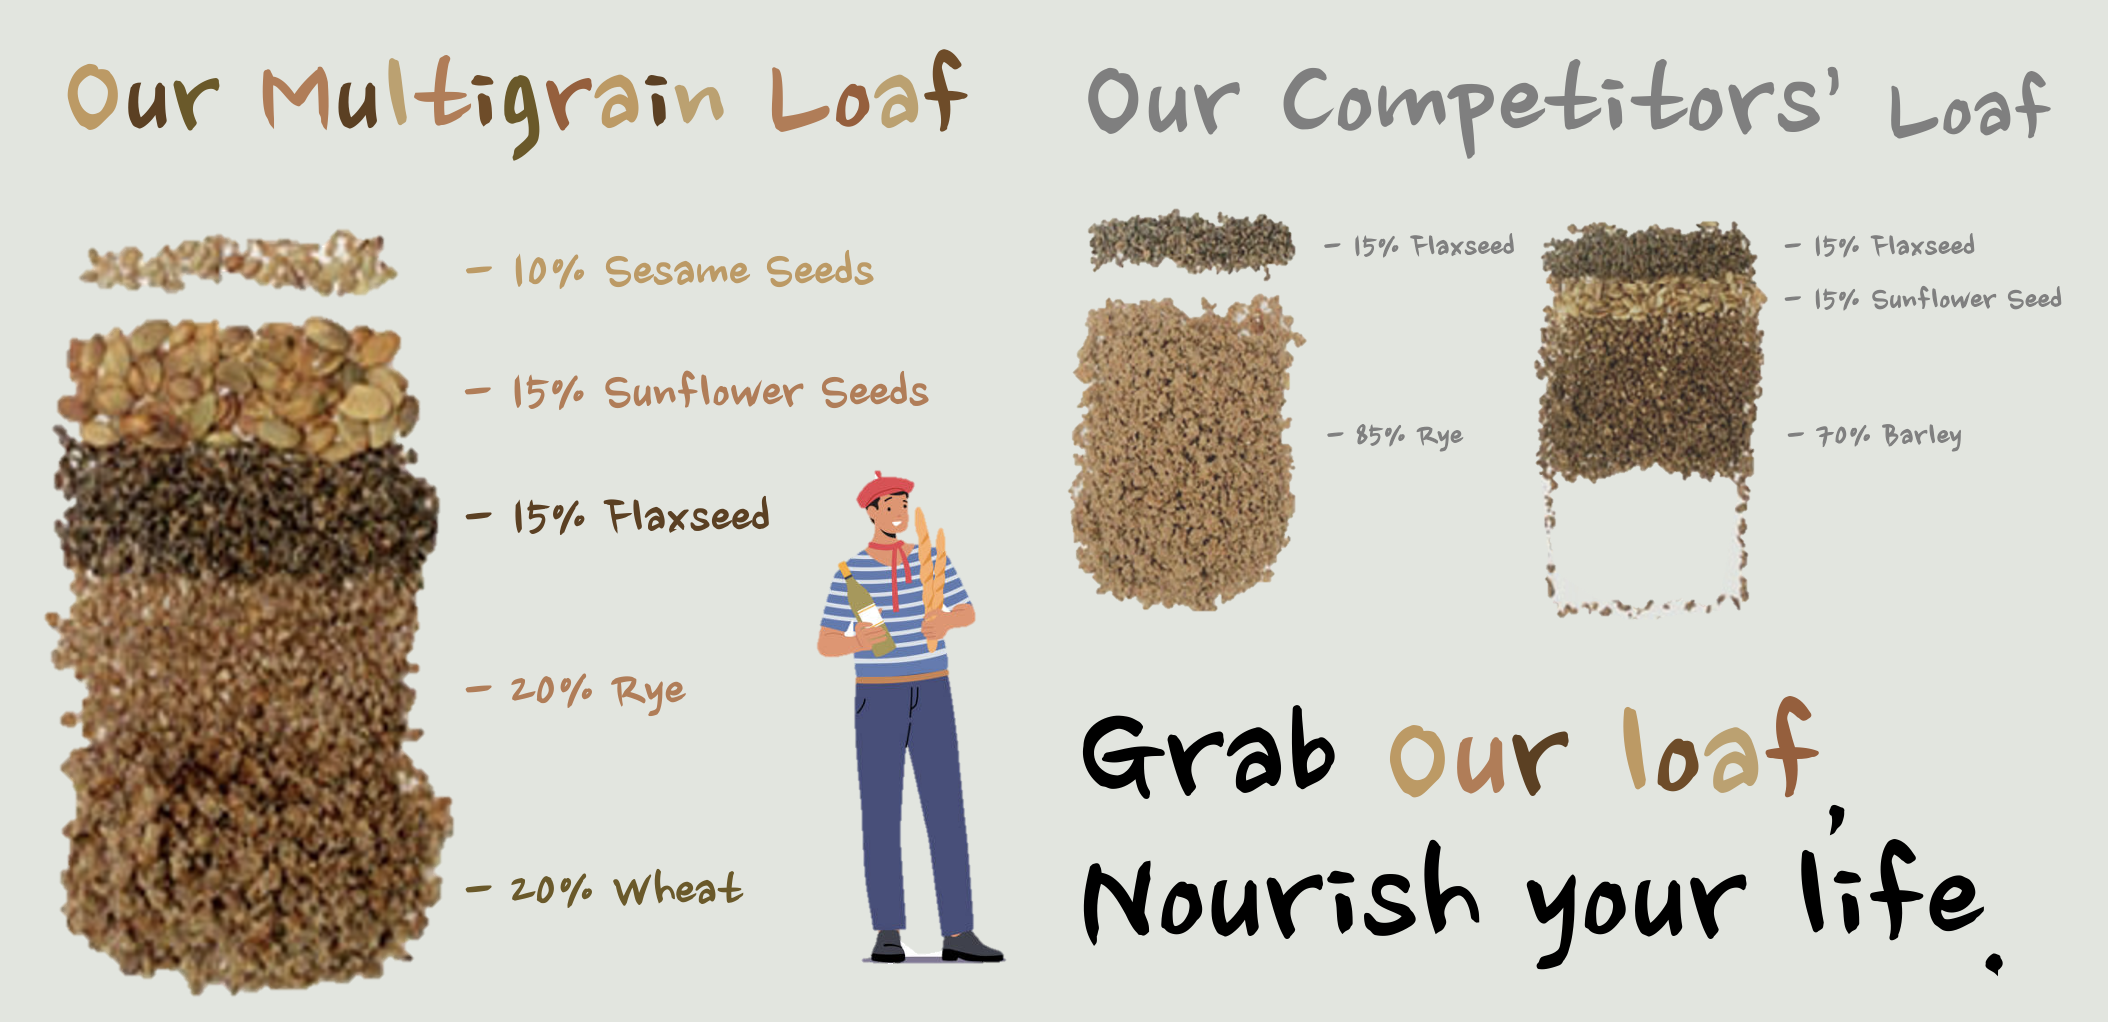 Our Multigrain Loaf
- 10% Sesame Seeds
- 15% Sunflower Seeds
- 15% Flaxseed
- 20% Rye
- 20% Wheat
Our Competitors' Loaf
- 15% Flaxseed
- 85% Rye
- 15% Flaxseed
- 15% Sunflower Seed
- 70% Barley
Grab our loaf,
Nourish your life.